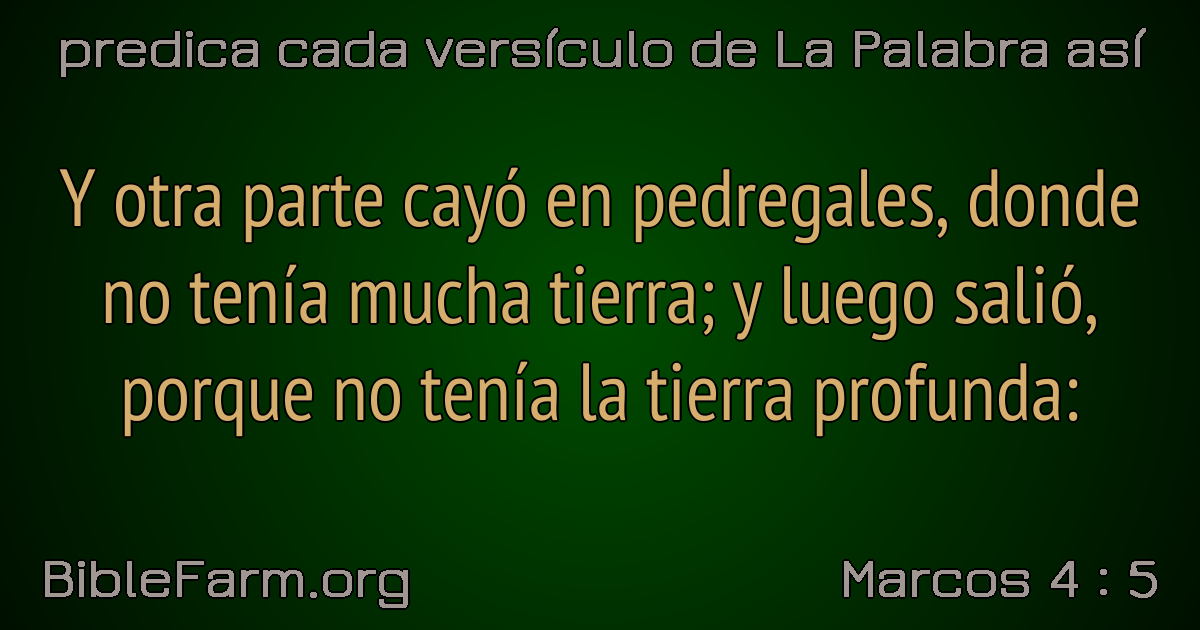 predica cada versículo de La Palabra así
Y otra parte cayó en pedregales, donde
no tenía mucha tierra; y luego salió,
porque no tenía la tierra profunda:
BibleFarm.org
Marcos 4 : 5